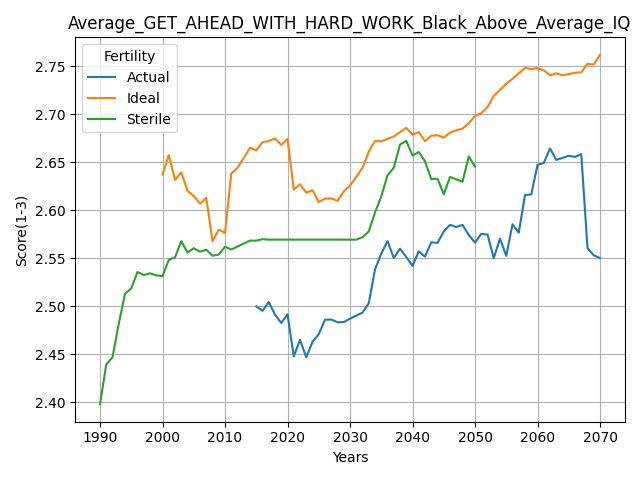 Average_GET_AHEAD_WITH_HARD_WORK_Black_Above_Average_IQ
Fertility
Actual
Ideal
Sterile
Score(1-3)
2.75
2.70
2.65
2.60
2.55
2.50
2.45
2.40
1990 2000 2010 2020 2030 2040 2050 2060 2070
Years